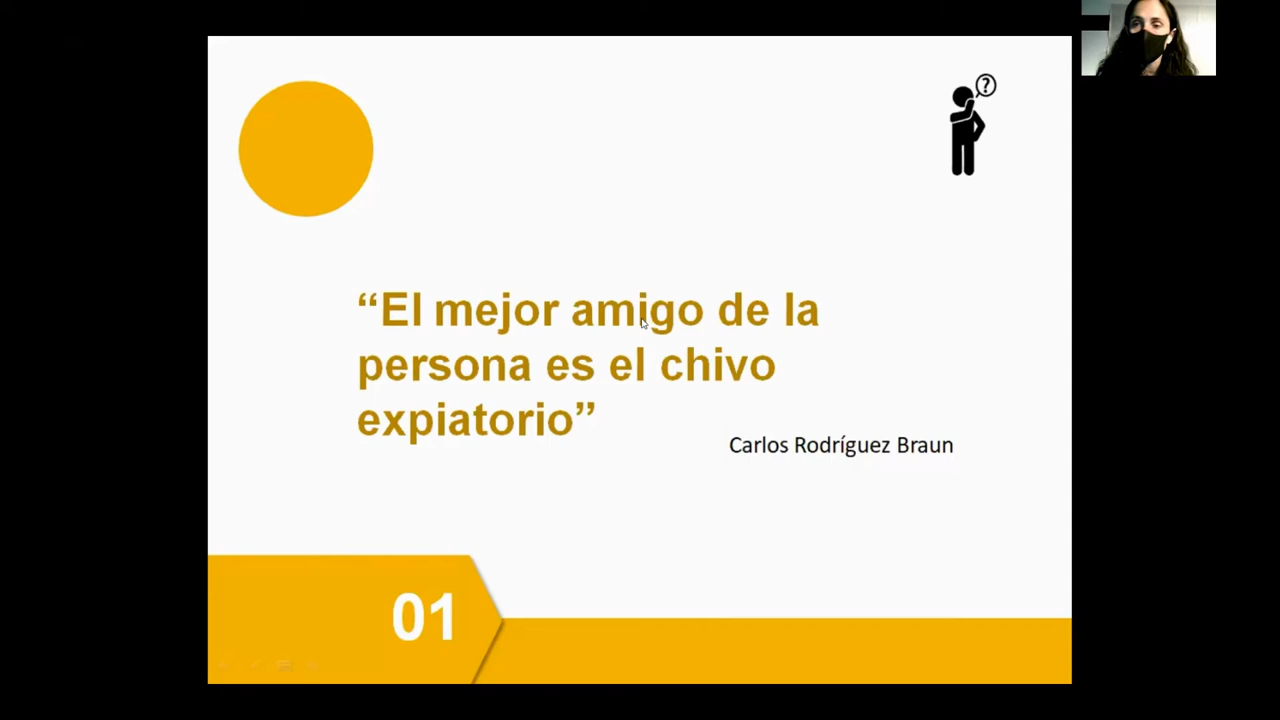 ?
“El mejor amigo de la
persona es el chivo
expiatorio”
Carlos Rodríguez Braun
01